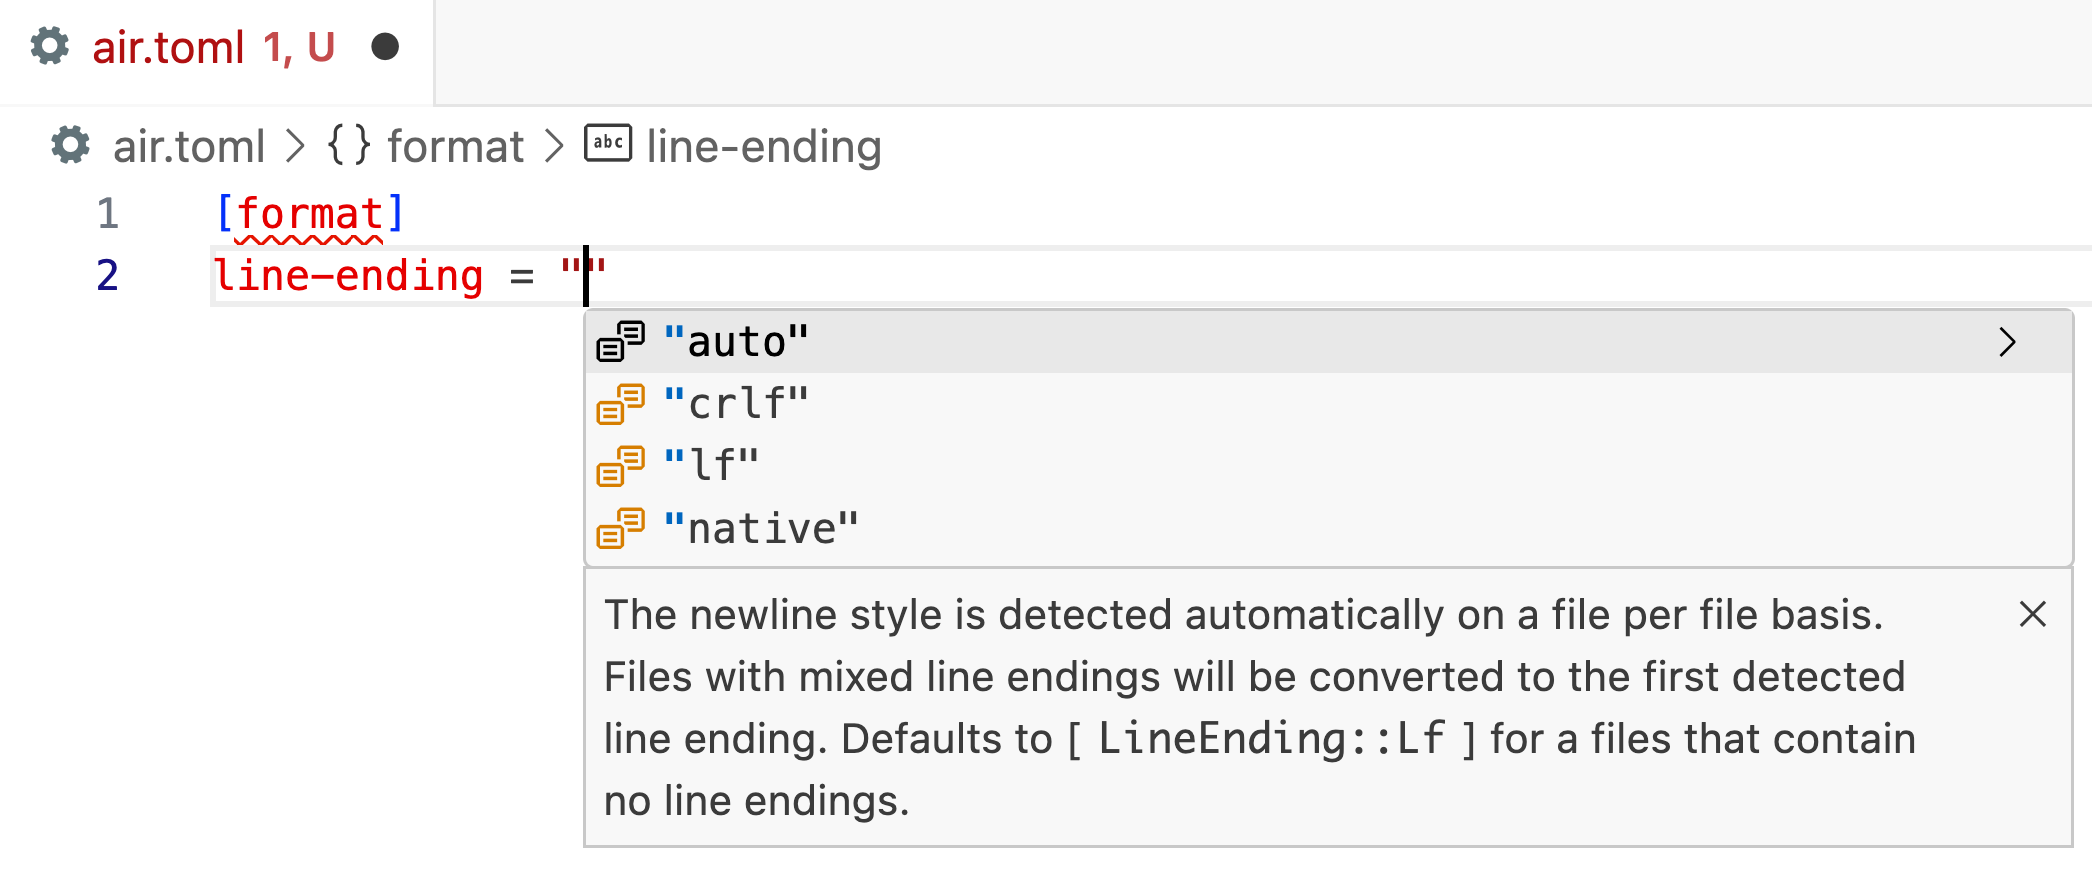 air.toml 1, U
air.toml > {} format > abc line-ending
1 [format]
2 line-ending = ""
"auto"
"crlf"
"lf"
"native"
The newline style is detected automatically on a file per file basis.
Files with mixed line endings will be converted to the first detected
line ending. Defaults to [ LineEnding::Lf ] for a files that contain
no line endings.